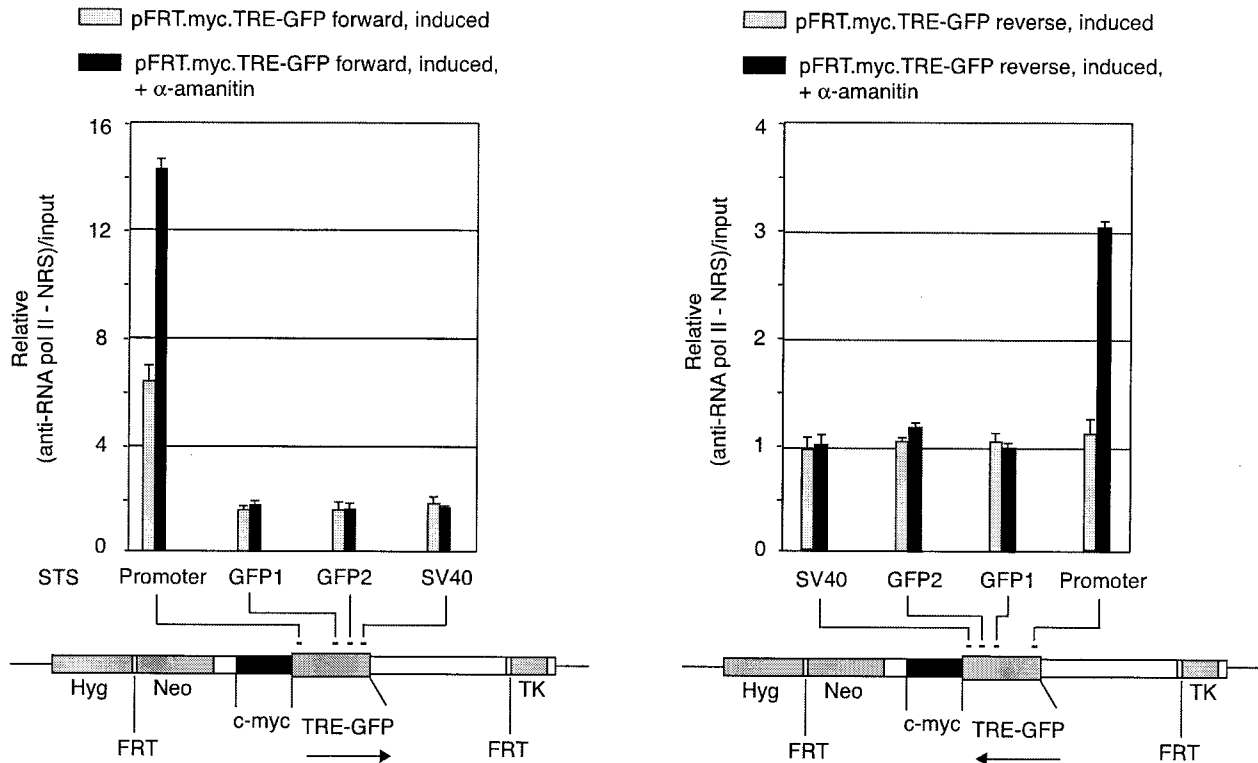 pFRT.myc.TRE-GFP forward, induced
pFRT.myc.TRE-GFP forward, induced,
+ α-amanitin
Relative
(anti-RNA pol II - NRS)/input
16
12
8
4
0
STS
Promoter
GFP1
GFP2
SV40
Hyg
Neo
c-myc
TRE-GFP
TK
FRT
FRT
pFRT.myc.TRE-GFP reverse, induced
pFRT.myc.TRE-GFP reverse, induced,
+ α-amanitin
Relative
(anti-RNA pol II - NRS)/input
4
3
2
1
0
SV40
GFP2
GFP1
Promoter
Hyg
Neo
c-myc
TRE-GFP
TK
FRT
FRT